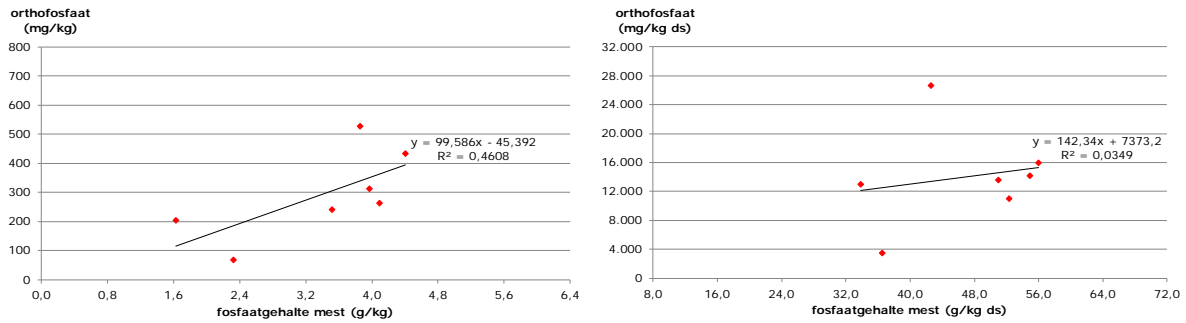 orthofosfaat
(mg/kg)
800
700
600
500
400
300
200
100
0
0,0 0,8 1,6 2,4 3,2 4,0 4,8 5,6 6,4
fosfaatgehalte mest (g/kg)
y = 99,586x - 45,392
R² = 0,4608
orthofosfaat
(mg/kg ds)
32.000
28.000
24.000
20.000
16.000
12.000
8.000
4.000
0
8,0 16,0 24,0 32,0 40,0 48,0 56,0 64,0 72,0
fosfaatgehalte mest (g/kg ds)
y = 142,34x + 7373,2
R² = 0,0349